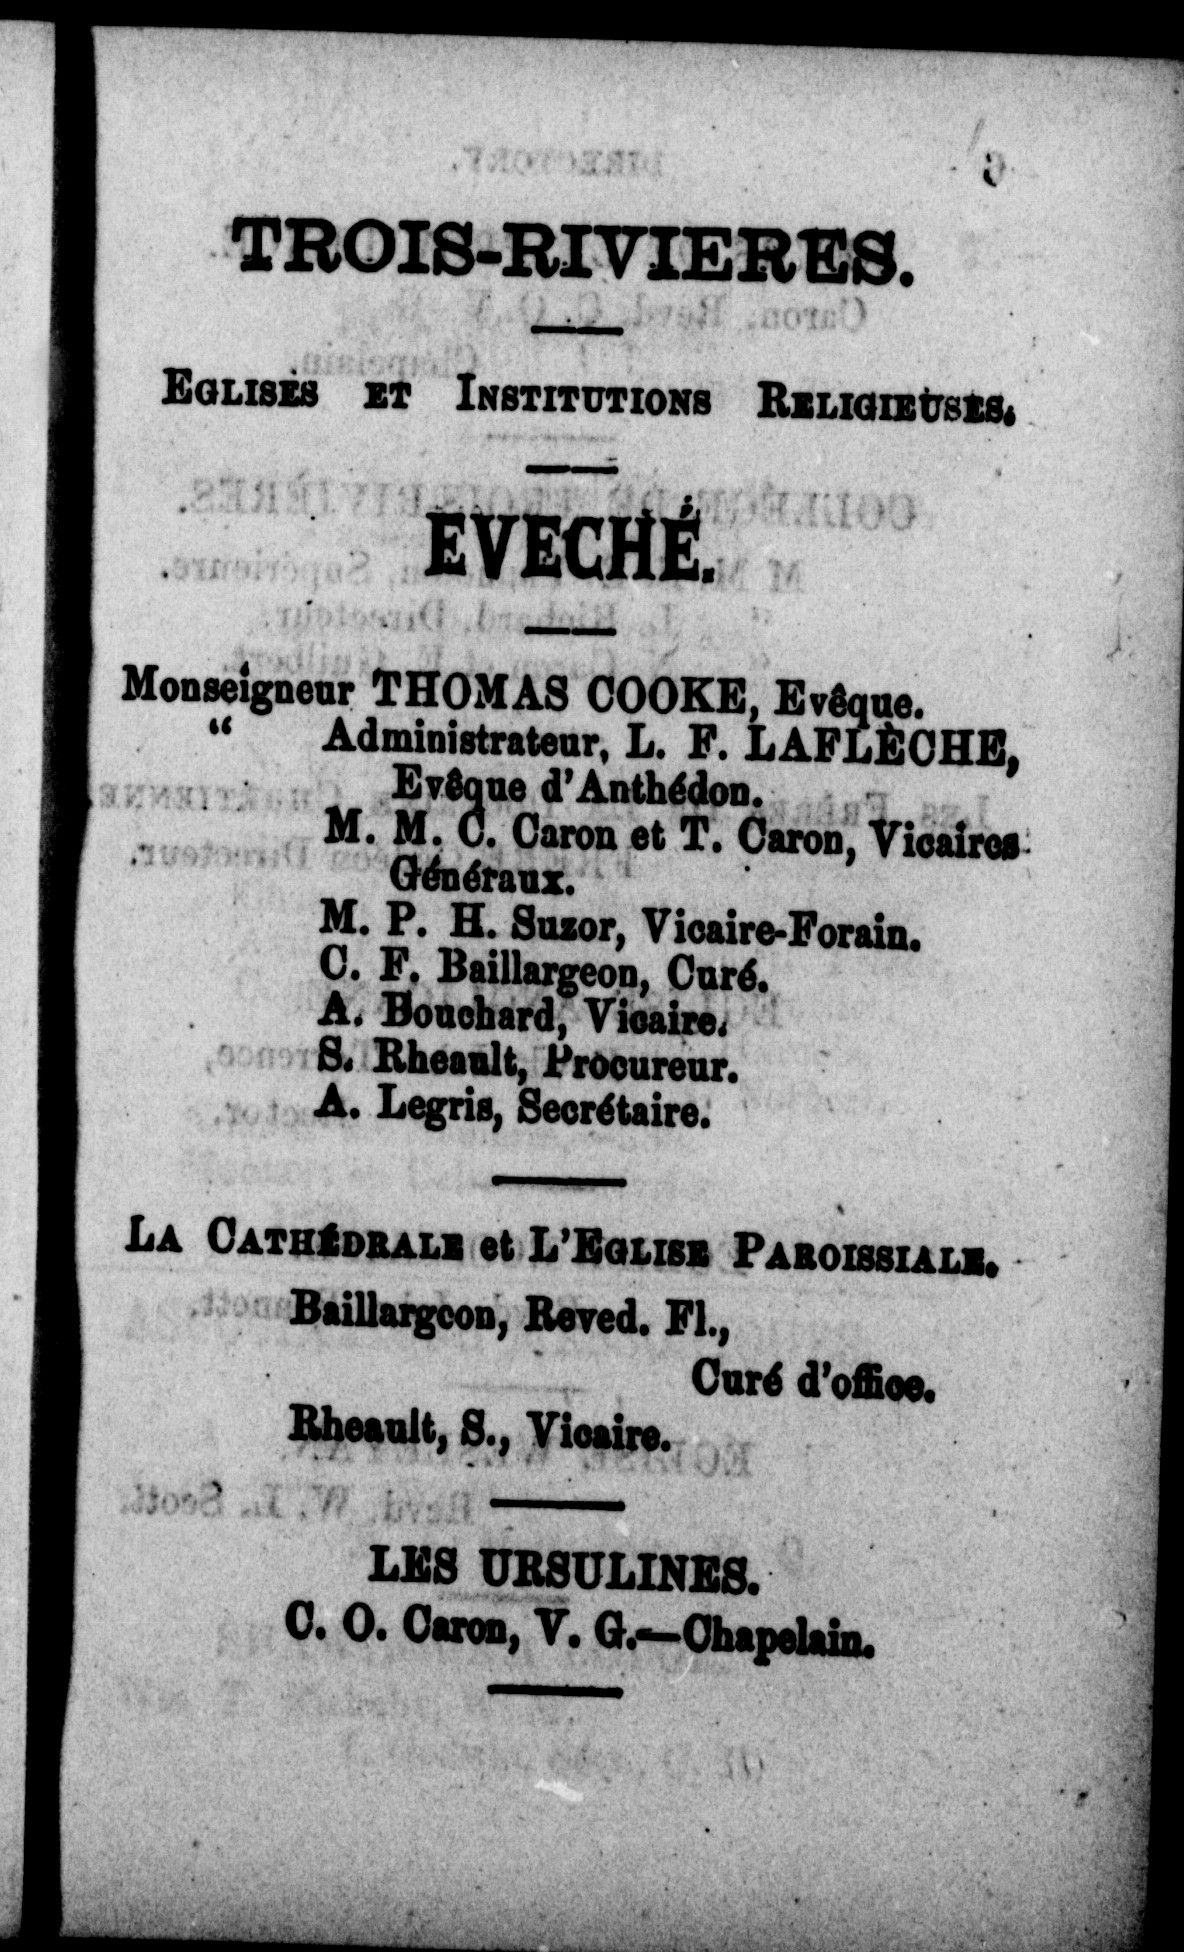 TROIS-RIVIERES.
EGLISES ET INSTITUTIONS RELIGIEUSES.
EVECHÉ.
Monseigneur THOMAS COOKE, Evêque.
“ Administrateur, L. F. LAFLÈCHE,
Evêque d'Anthédon.
M. M. C. Caron et T. Caron, Vicaires
Généraux.
M. P. H. Suzor, Vicaire-Forain.
C. F. Baillargeon, Curé.
A. Bouchard, Vicaire.
S. Rheault, Procureur.
A. Legris, Secrétaire.
LA CATHÉDRALE et L'EGLISE PAROISSIALE.
Baillargeon, Reved. Fl.,
Curé d'office.
Rheault, S., Vicaire.
LES URSULINES.
C. O. Caron, V. G.—Chapelain.